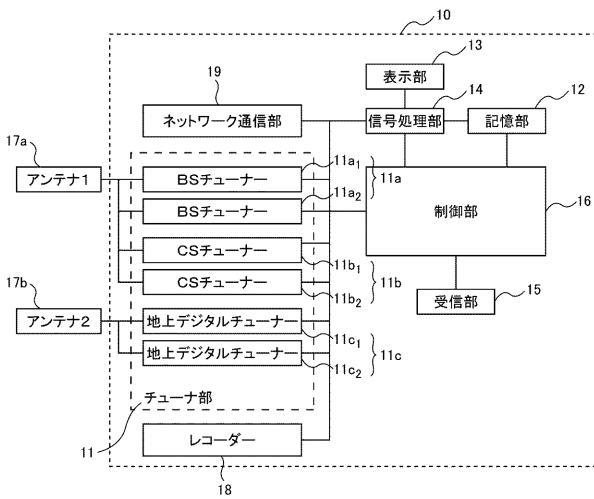 10
13
表示部
19
14
12
ネットワーク通信部
信号処理部
記憶部
17a
アンテナ1
BSチューナー
11a1
11a
BSチューナー
11a2
制御部
16
CSチューナー
11b1
11b
CSチューナー
11b2
17b
アンテナ2
地上デジタルチューナー
11c1
11c
地上デジタルチューナー
11c2
受信部
15
チューナ部
11
レコーダー
18